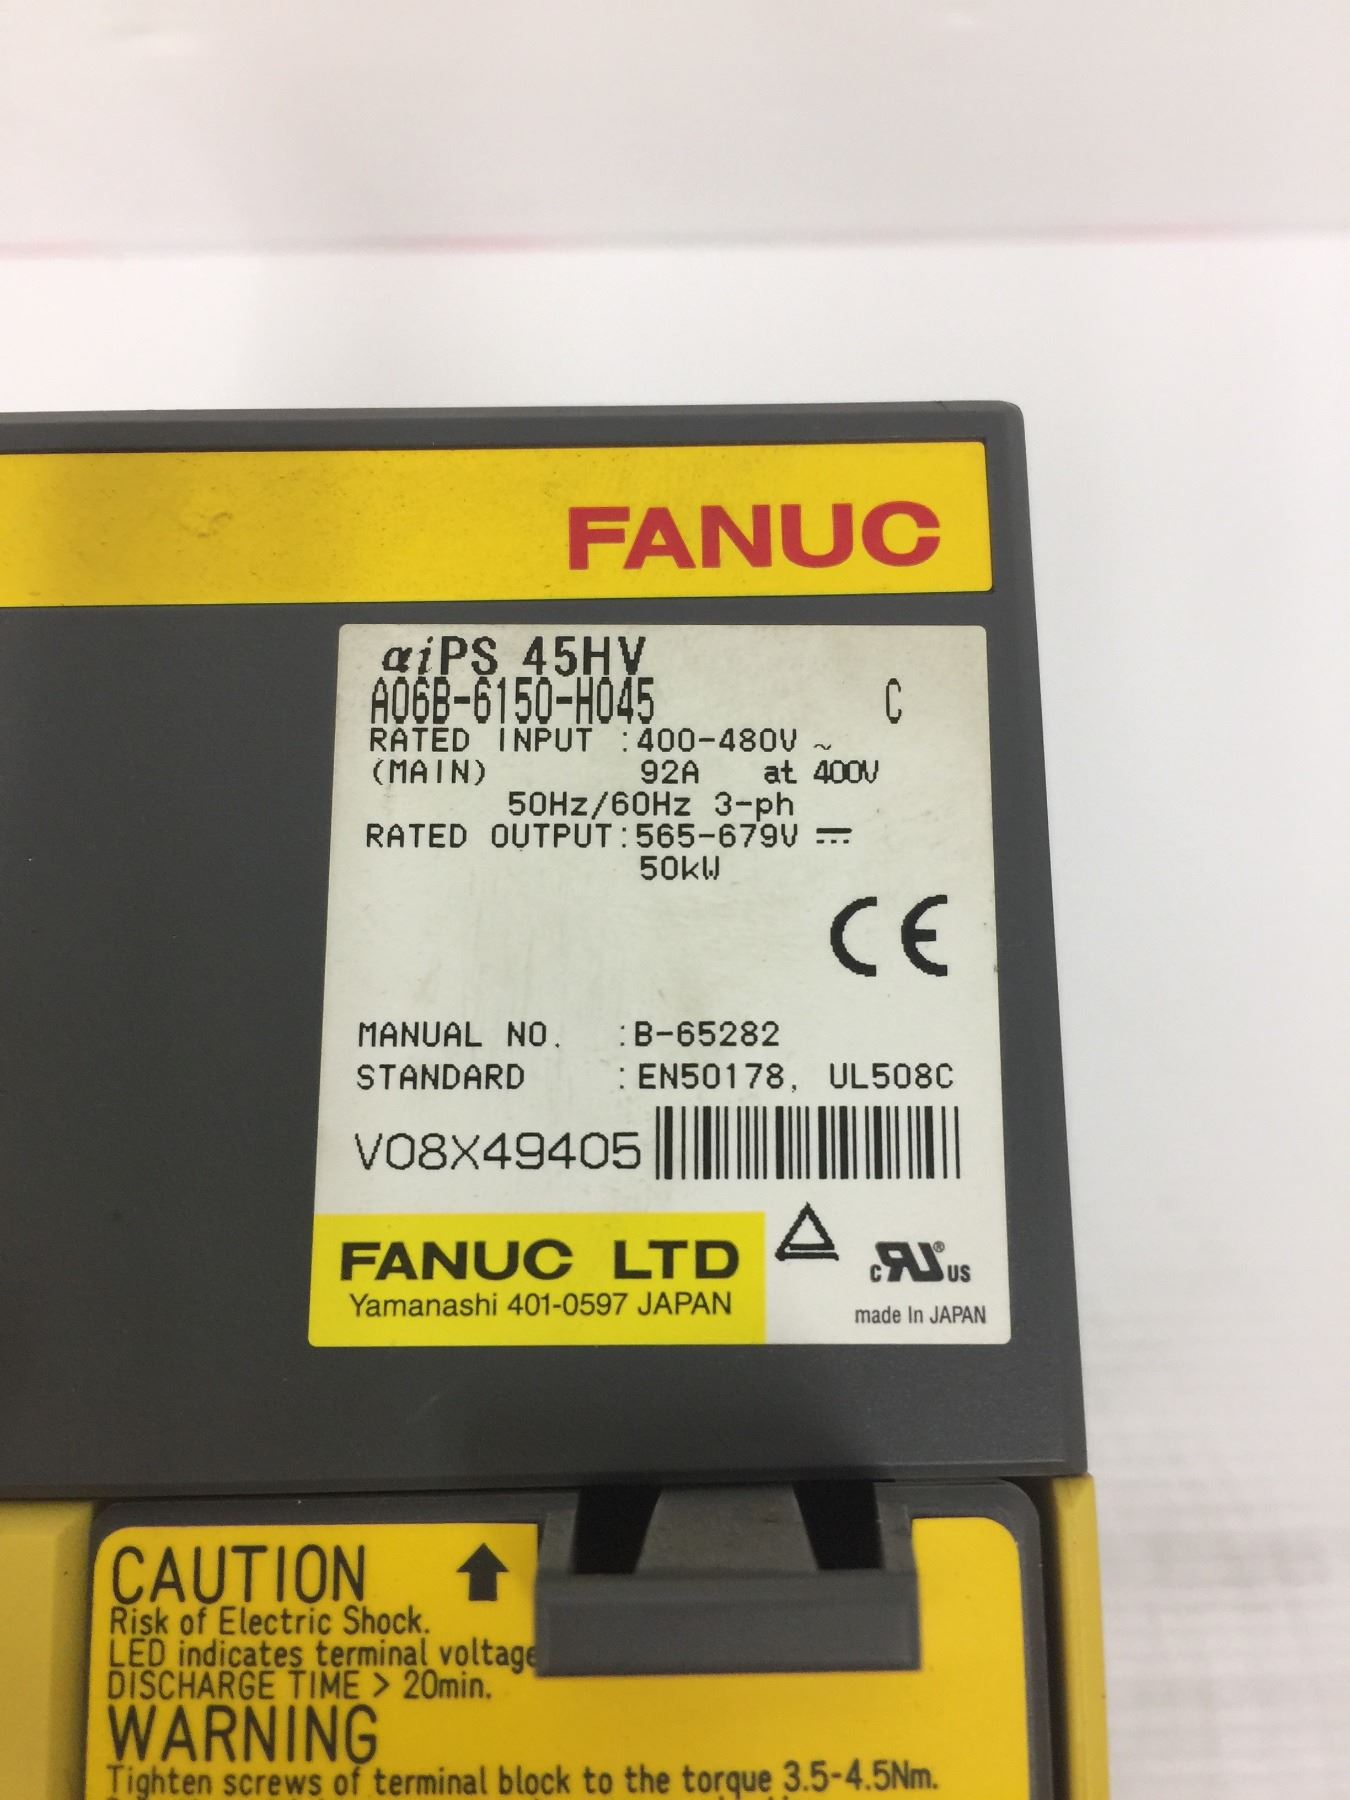 FANUC
αiPS 45HV
A06B-6150-H045 C
RATED INPUT :400-480V ~
(MAIN) 92A at 400V
50Hz/60Hz 3-ph
RATED OUTPUT:565-679V ⎓
50kW
CE
MANUAL NO. :B-65282
STANDARD :EN50178, UL508C
V08X49405
FANUC LTD
Yamanashi 401-0597 JAPAN
c RU ® US
made In JAPAN
CAUTION
Risk of Electric Shock.
LED indicates terminal voltage
DISCHARGE TIME > 20min.
WARNING
Tighten screws of terminal block to the torque 3.5-4.5Nm.